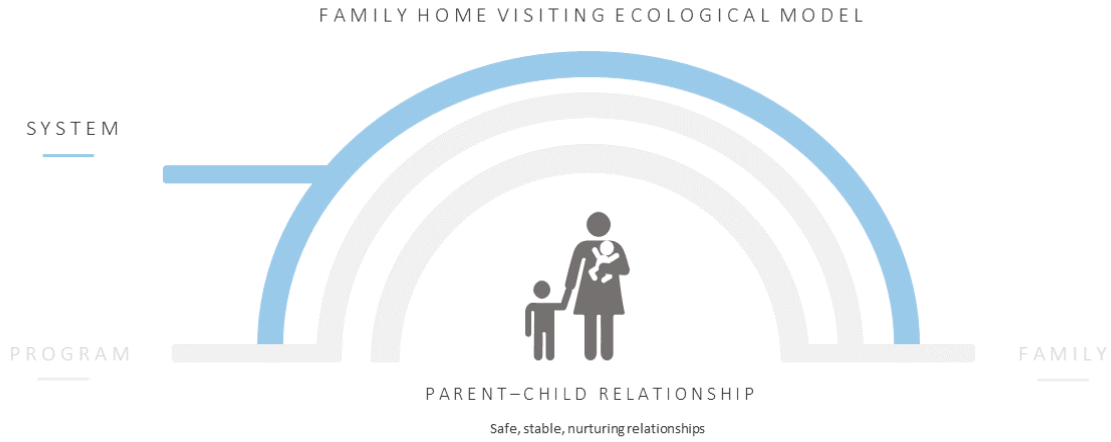 FAMILY HOME VISITING ECOLOGICAL MODEL
SYSTEM
PROGRAM
FAMILY
PARENT–CHILD RELATIONSHIP
Safe, stable, nurturing relationships